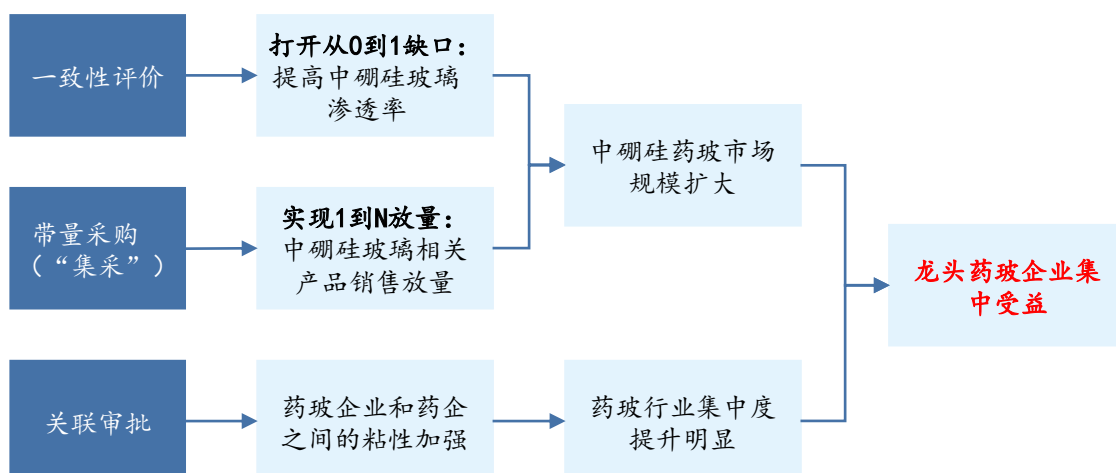 一致性评价
打开从0到1缺口：
提高中硼硅玻璃
渗透率
带量采购
（“集采”）
实现1到N放量：
中硼硅玻璃相关
产品销售放量
中硼硅药玻市场
规模扩大
关联审批
药玻企业和药企
之间的粘性加强
药玻行业集中度
提升明显
龙头药玻企业集
中受益